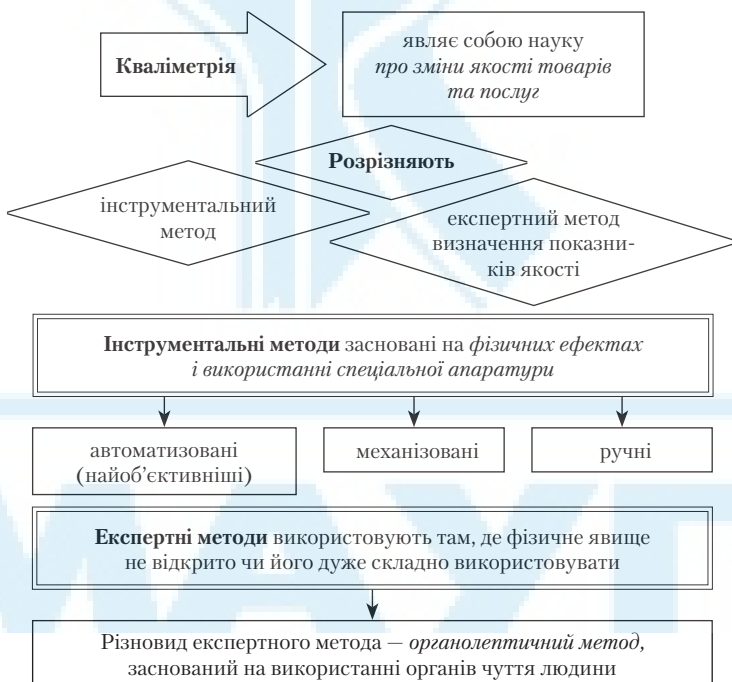 Кваліметрія
являє собою науку
про зміни якості товарів
та послуг
Розрізняють
інструментальний
метод
експертний метод
визначення показни-
ків якості
Інструментальні методи засновані на фізичних ефектах
і використанні спеціальної апаратури
автоматизовані
(найоб’єктивніші)
механізовані
ручні
Експертні методи використовують там, де фізичне явище
не відкрито чи його дуже складно використовувати
Різновид експертного метода — органолептичний метод,
заснований на використанні органів чуття людини
МАУП